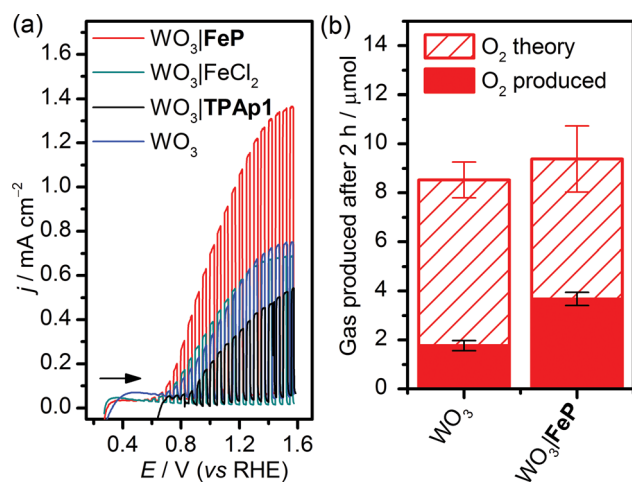 (a)
WO₃|FeP
WO₃|FeCl₂
WO₃|TPAp1
WO₃
1.6
1.4
1.2
1.0
0.8
0.6
0.4
0.2
0.0
j / mA cm⁻²
0.4 0.8 1.2 1.6
E / V (vs RHE)
(b)
O₂ theory
O₂ produced
14
12
10
8
6
4
2
0
Gas produced after 2 h / μmol
WO₃
WO₃|FeP